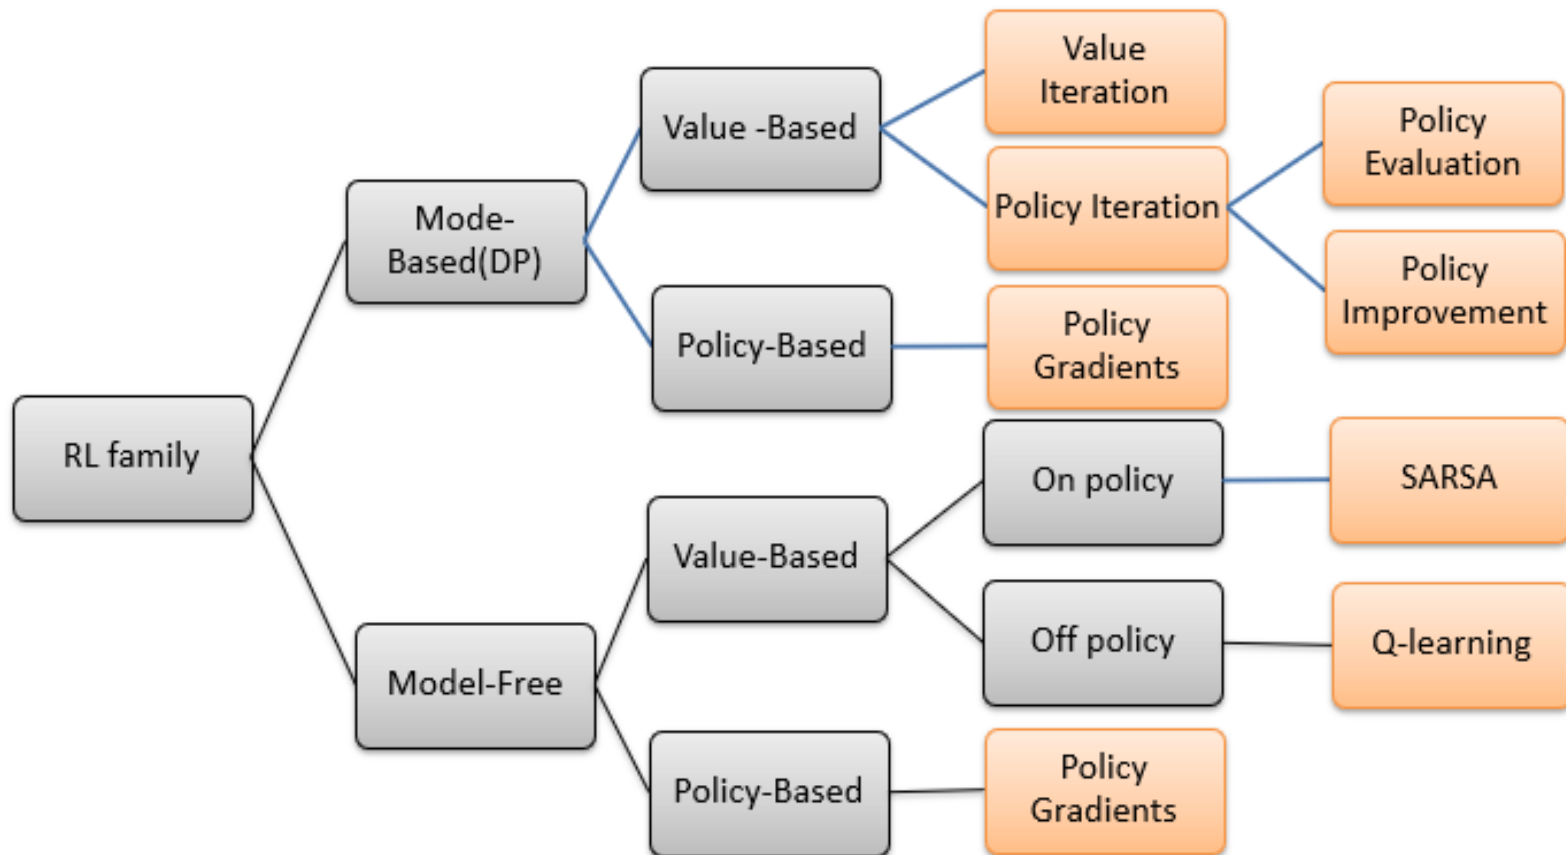 Value
Iteration
Value -Based
Policy
Evaluation
Mode-
Based(DP)
Policy Iteration
Policy
Improvement
Policy-Based
Policy
Gradients
RL family
On policy
SARSA
Value-Based
Off policy
Q-learning
Model-Free
Policy-Based
Policy
Gradients